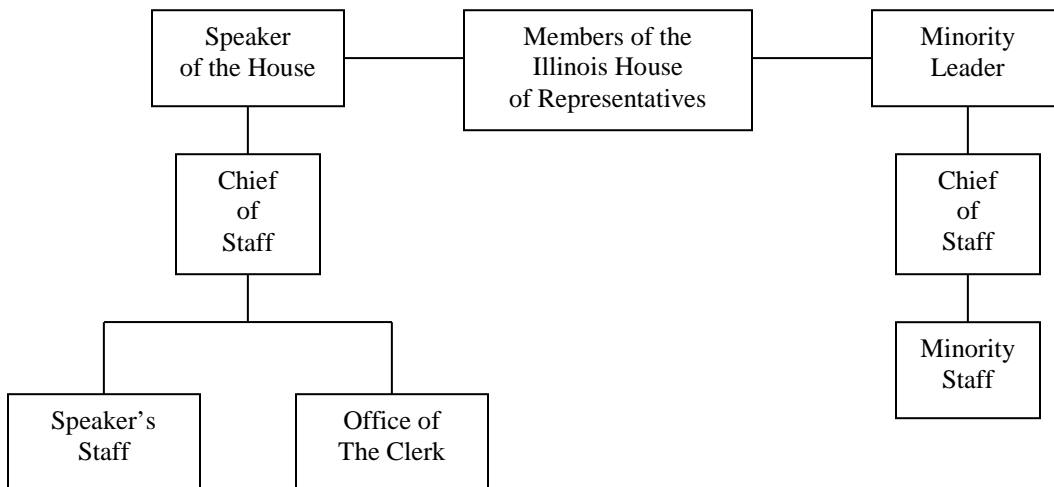 Speaker
of the House
Members of the
Illinois House
of Representatives
Minority
Leader
Chief
of
Staff
Chief
of
Staff
Minority
Staff
Speaker’s
Staff
Office of
The Clerk